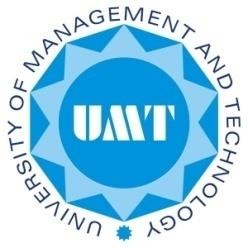 UNIVERSITY OF MANAGEMENT AND TECHNOLOGY
UMT